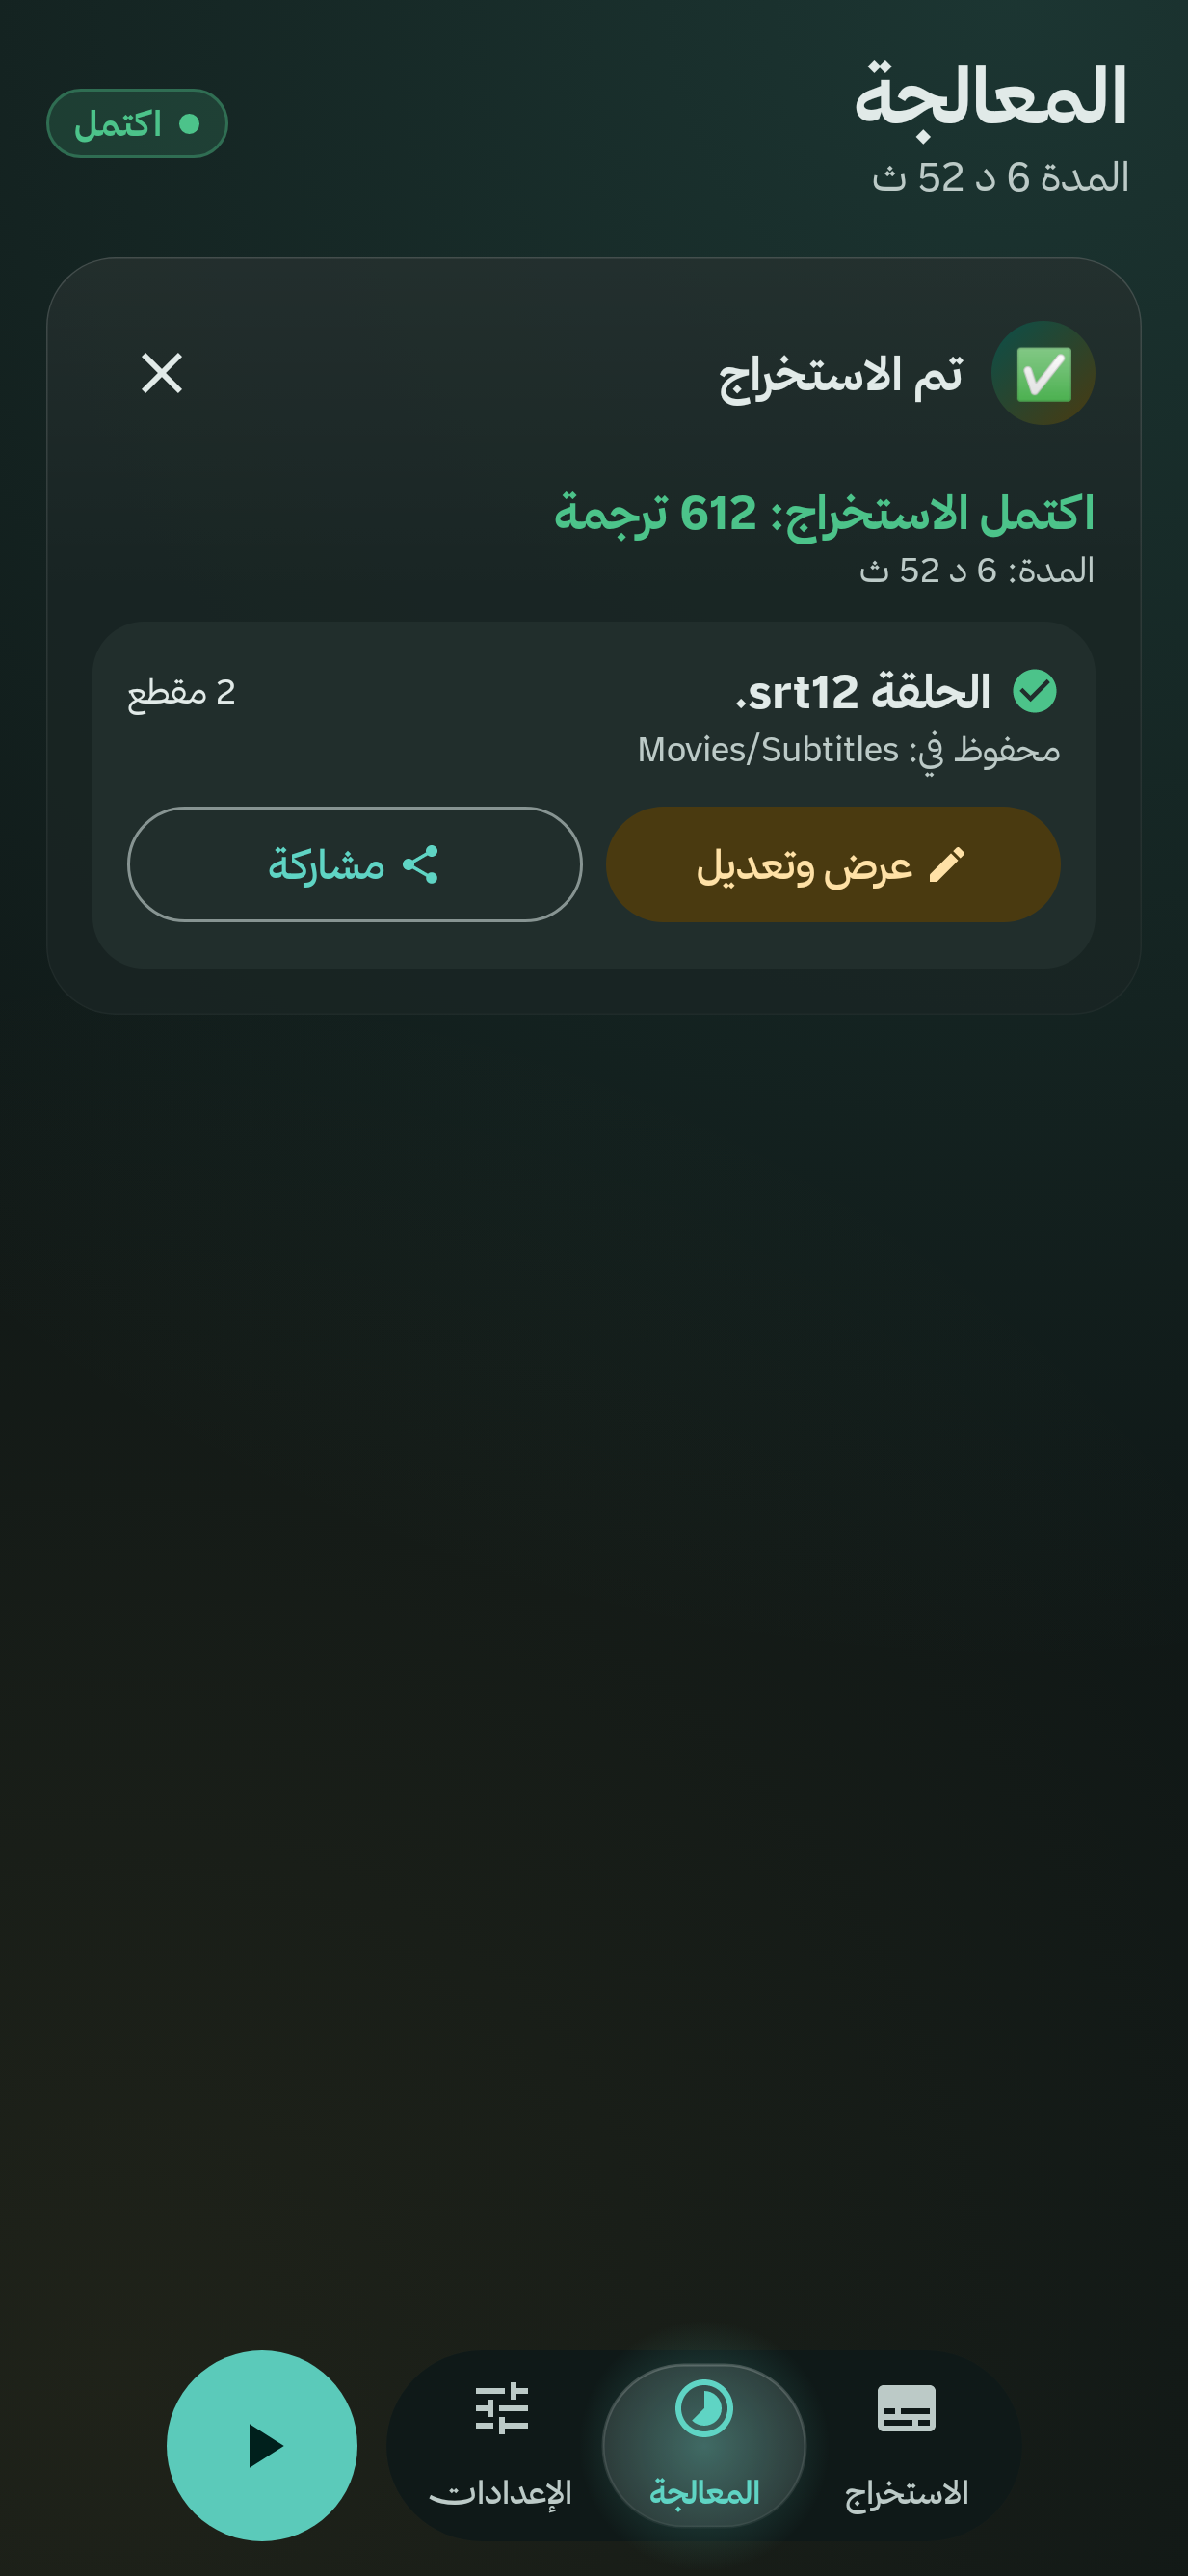 المعالجة
المدة 6 د 52 ث
اكتمل
تم الاستخراج
اكتمل الاستخراج: 612 ترجمة
المدة: 6 د 52 ث
الحلقة 12srt.
2 مقطع
محفوظ في: Movies/Subtitles
عرض وتعديل
مشاركة
الاستخراج
المعالجة
الإعدادات